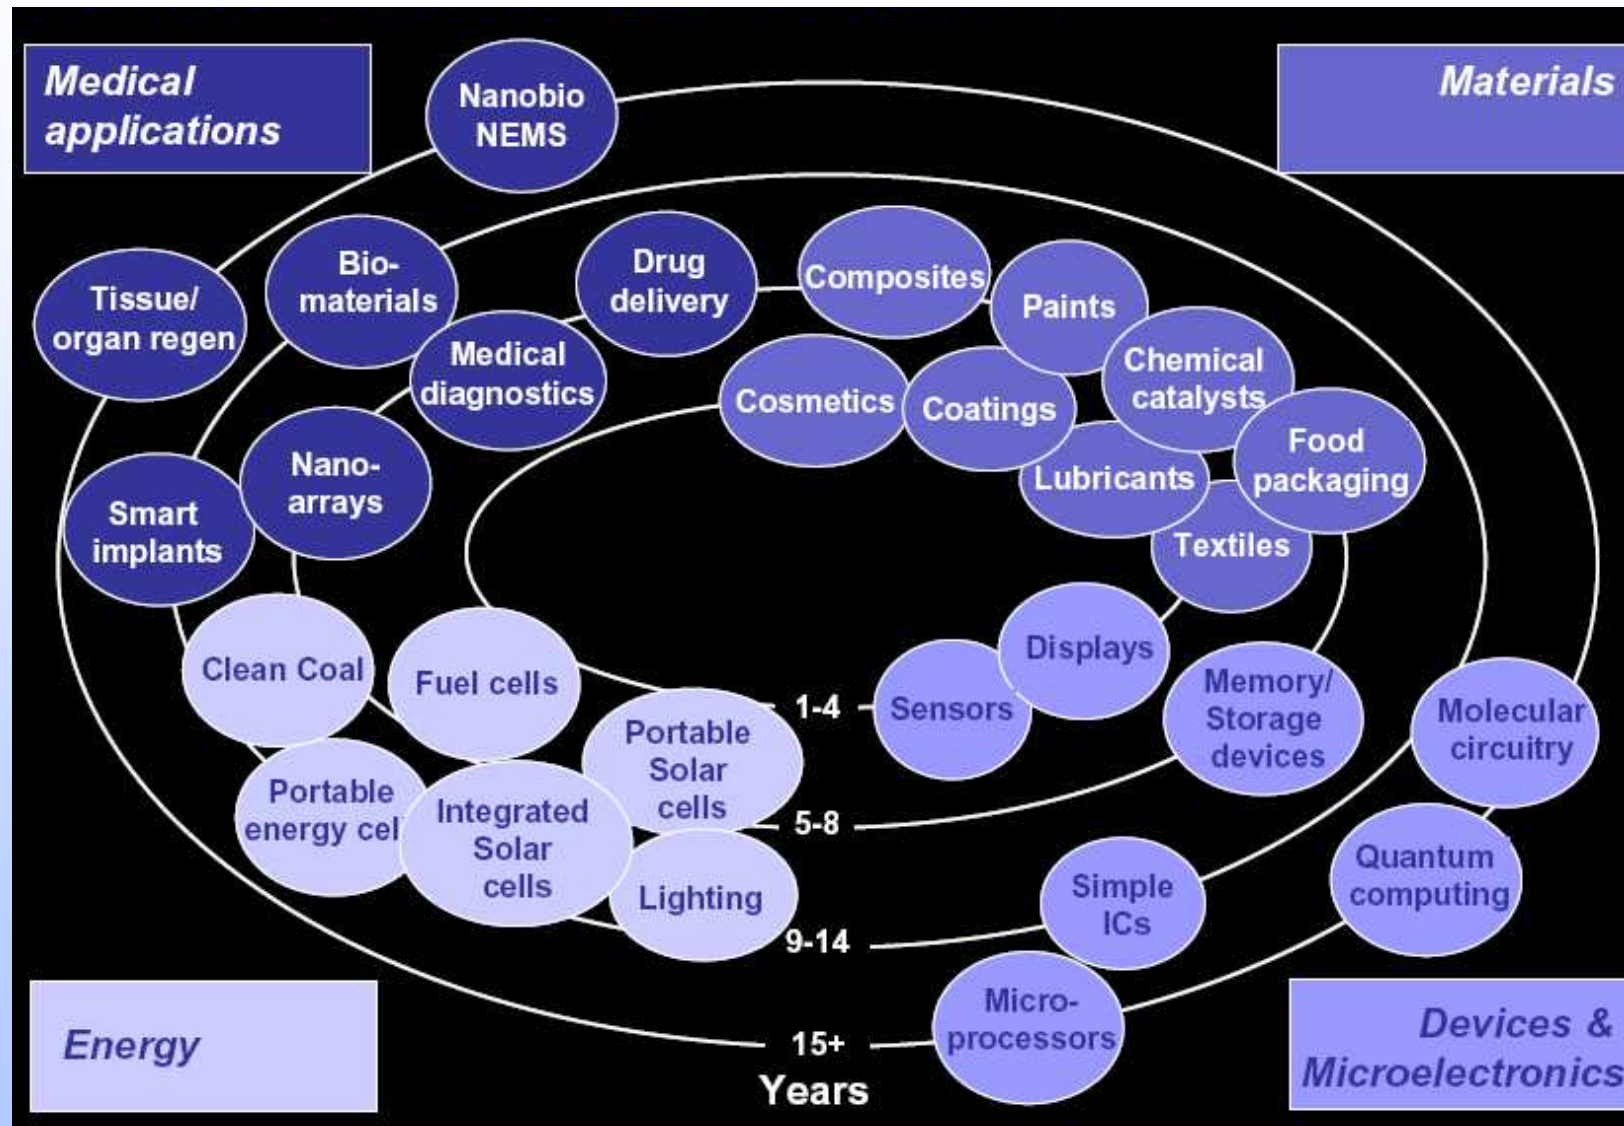 Medical
applications
Nanobio
NEMS
Materials
Tissue/
organ regen
Bio-
materials
Drug
delivery
Composites
Paints
Medical
diagnostics
Cosmetics
Coatings
Chemical
catalysts
Lubricants
Food
packaging
Textiles
Nano-
arrays
Smart
implants
Clean Coal
Fuel cells
Portable
Solar
cells
1-4
Sensors
Displays
Memory/
Storage
devices
Molecular
circuitry
Portable
energy cel
Integrated
Solar
cells
Lighting
5-8
9-14
Simple
ICs
Quantum
computing
Micro-
processors
15+
Years
Energy
Devices &
Microelectronics